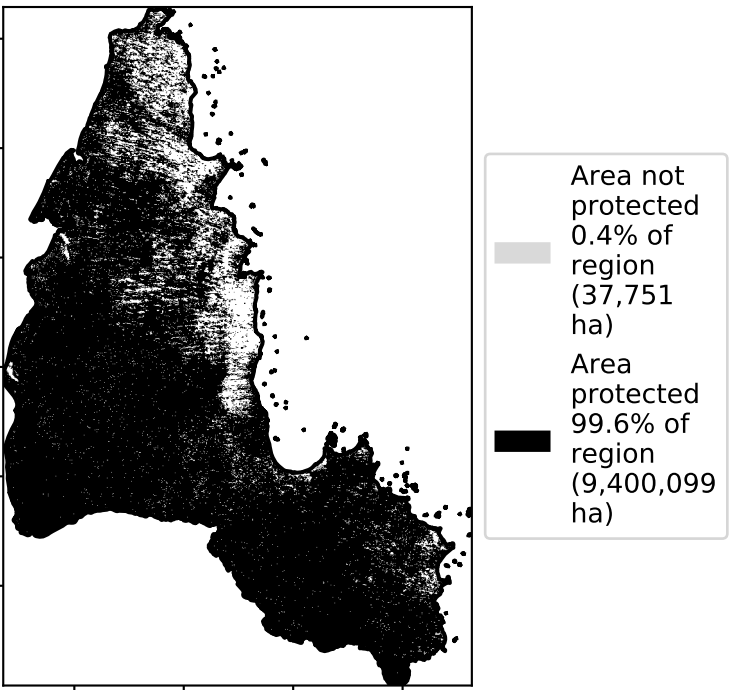 Area not
protected
0.4% of
region
(37,751
ha)
Area
protected
99.6% of
region
(9,400,099
ha)